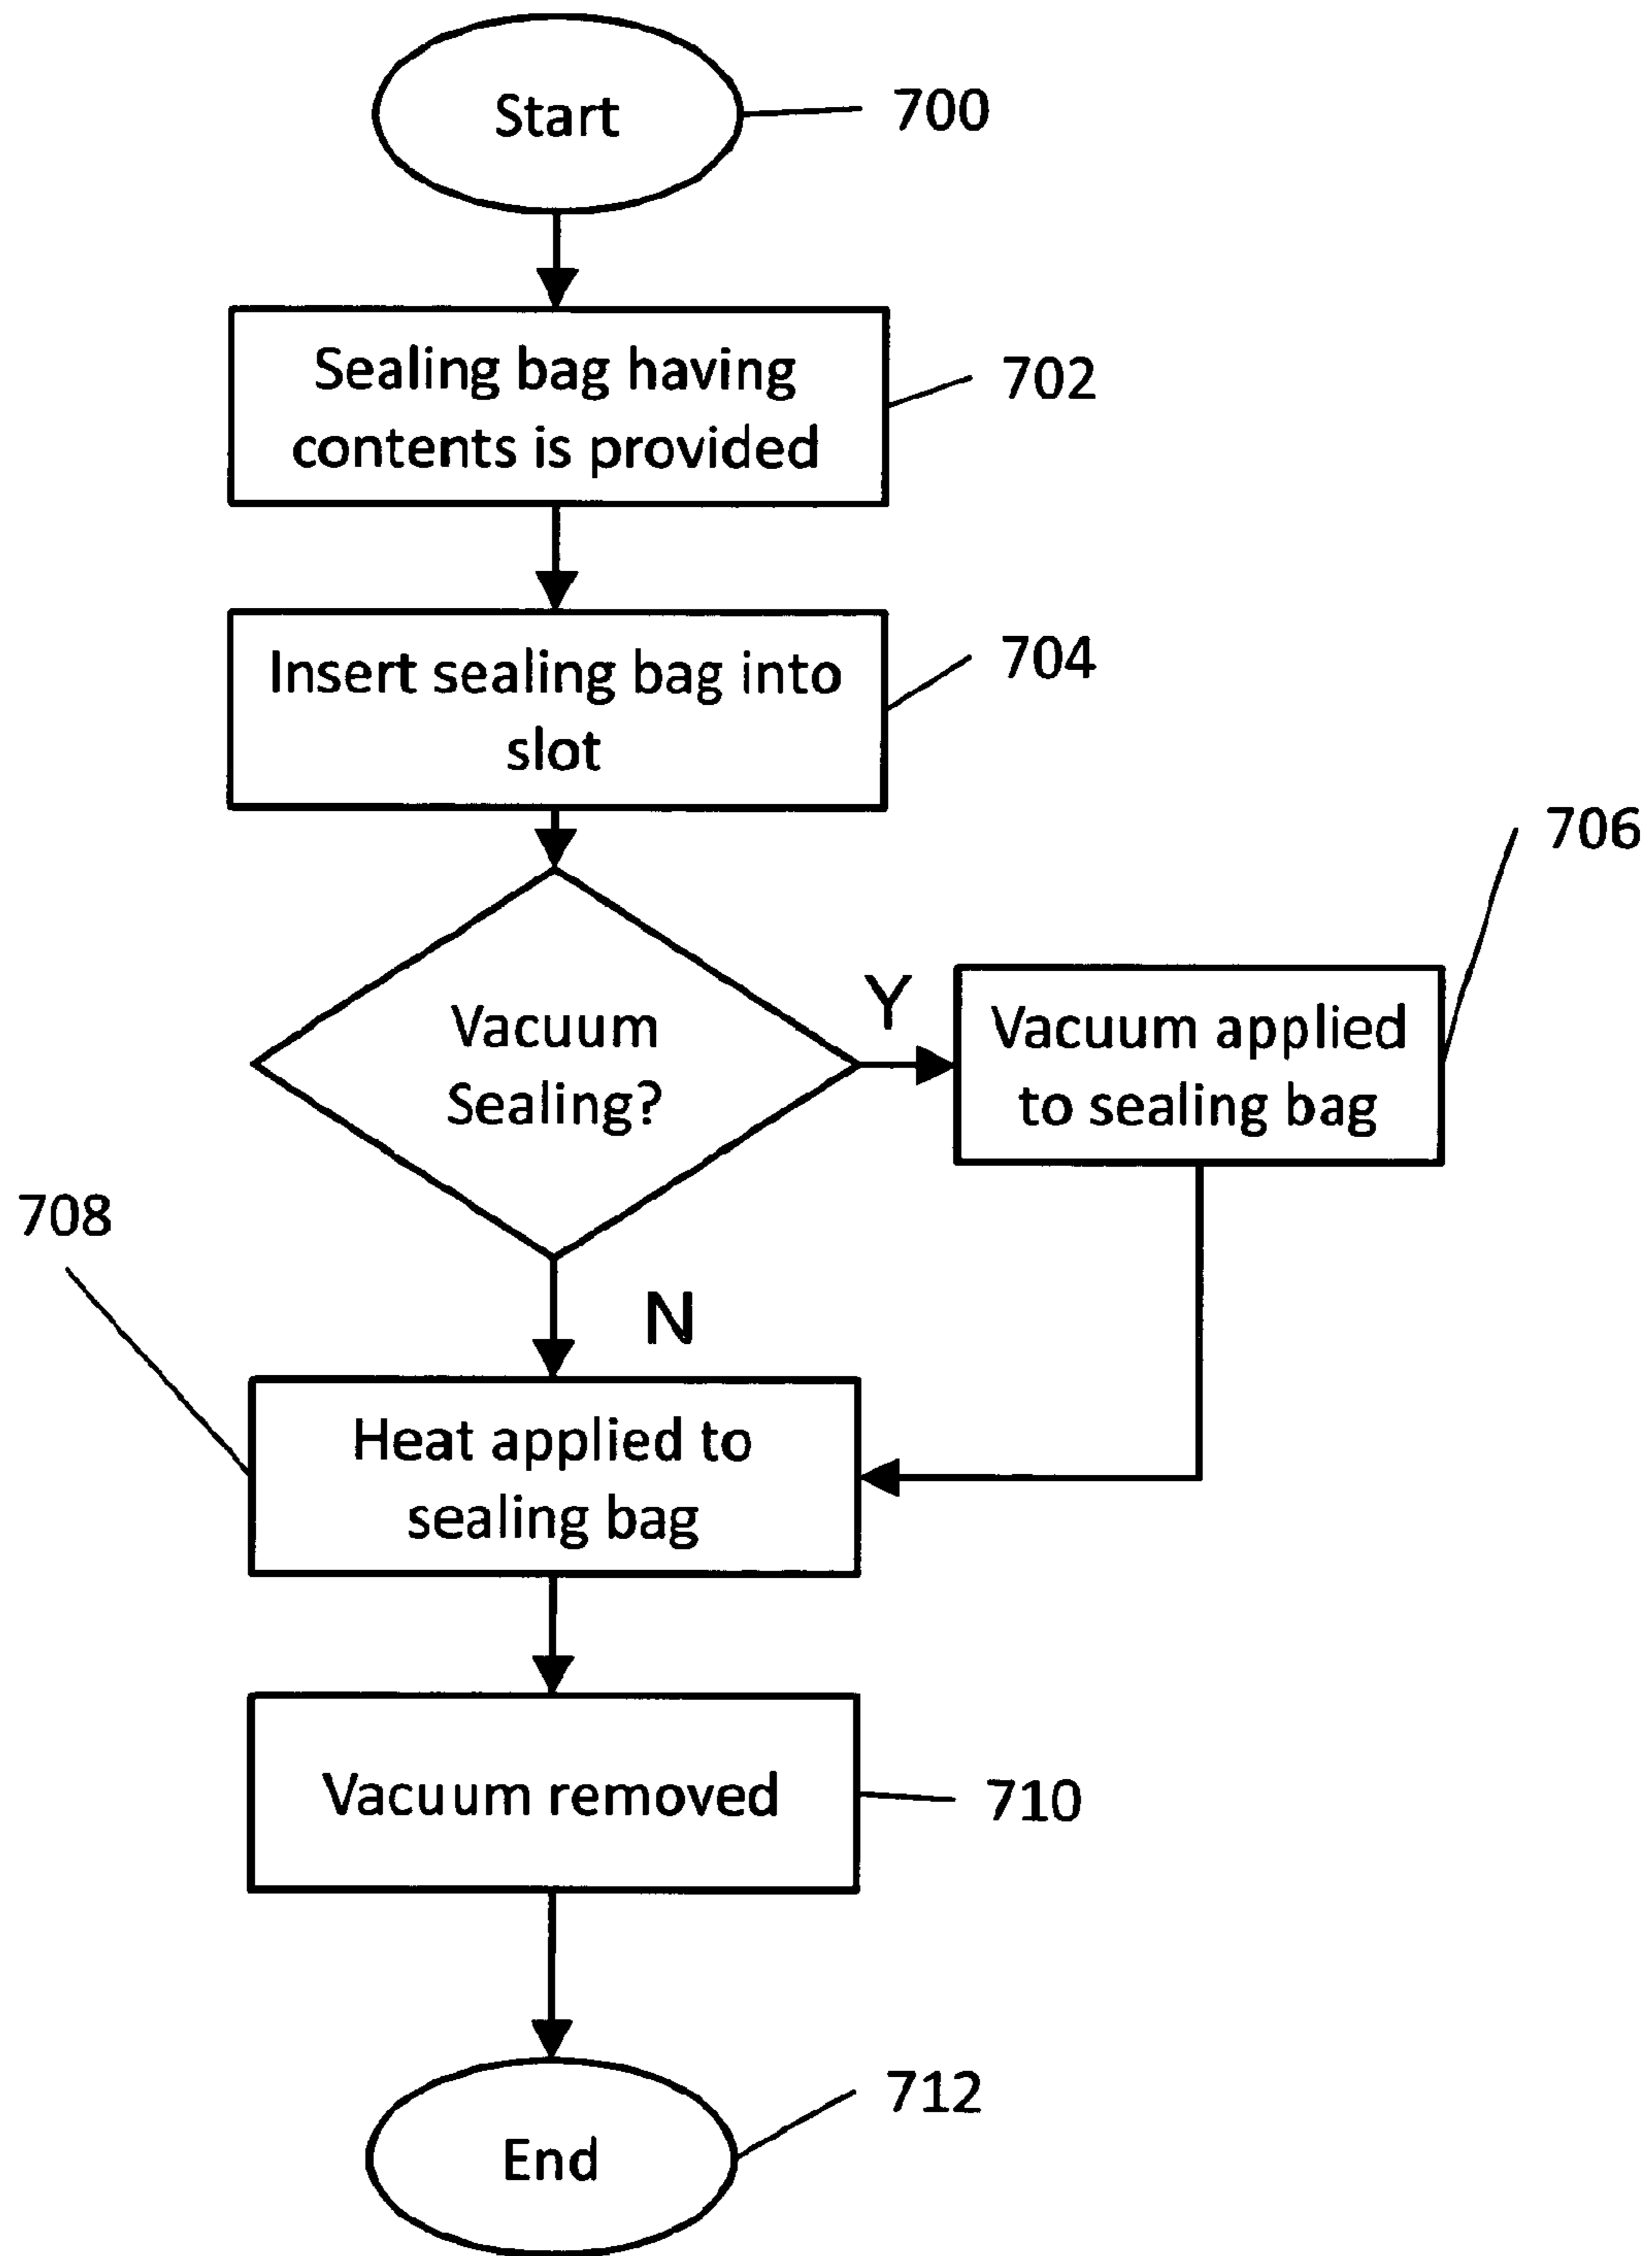 Start
700
Sealing bag having
contents is provided
702
Insert sealing bag into
slot
704
706
Vacuum
Sealing?
Y
Vacuum applied
to sealing bag
708
N
Heat applied to
sealing bag
Vacuum removed
710
712
End